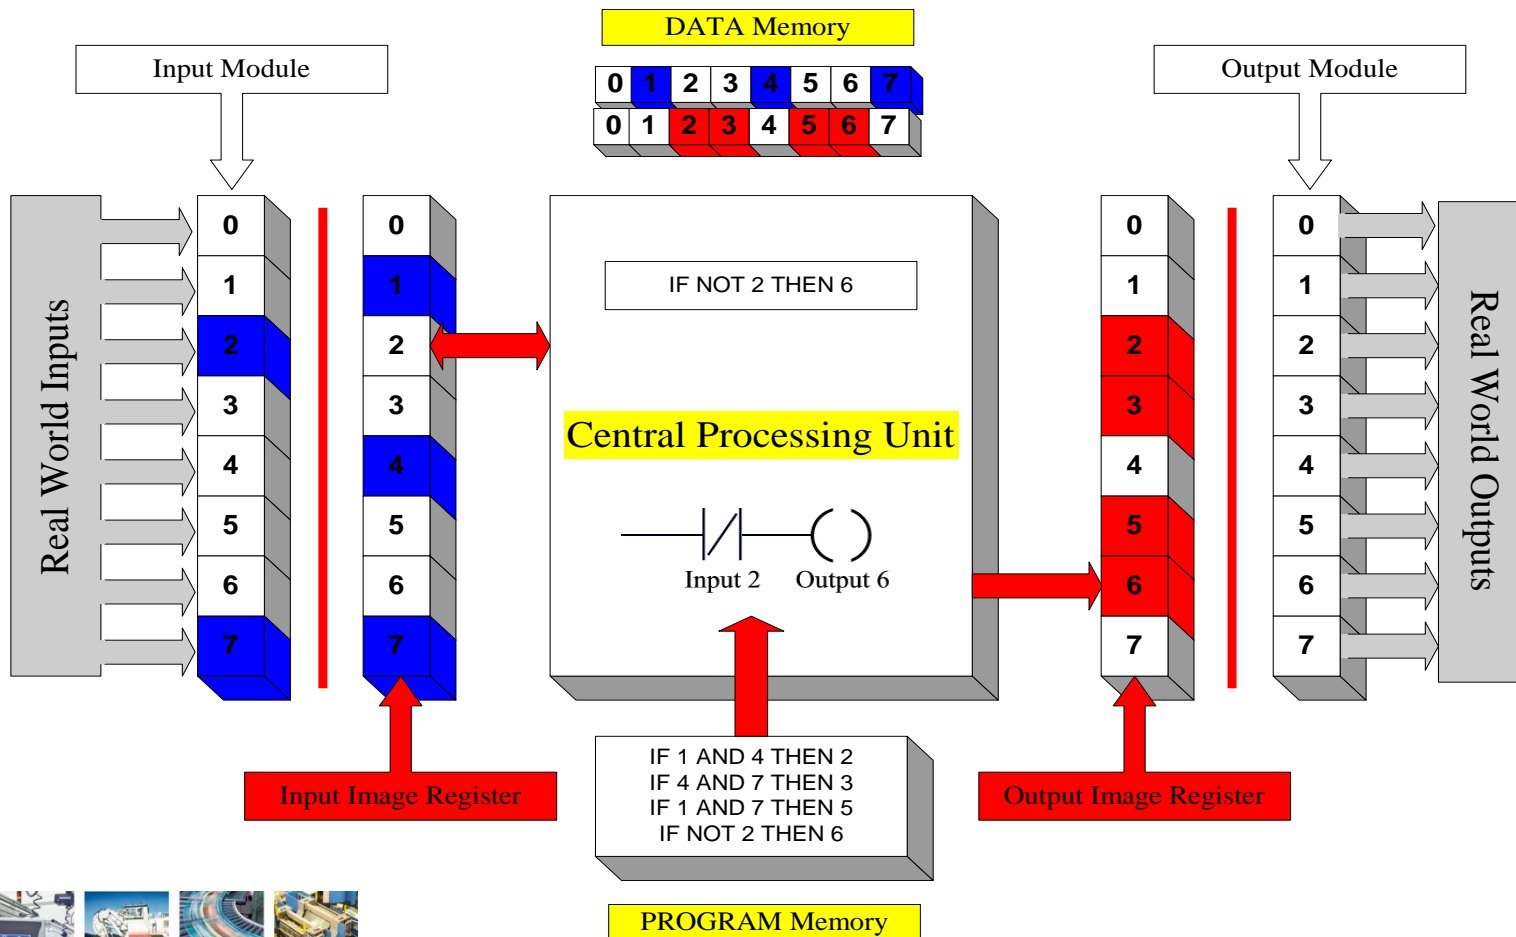 DATA Memory
Input Module
Output Module
0 1 2 3 4 5 6 7
0 1 2 3 4 5 6 7
Real World Inputs
0
1
2
3
4
5
6
7
0
1
2
3
4
5
6
7
IF NOT 2 THEN 6
Central Processing Unit
Input 2 Output 6
0
1
2
3
4
5
6
7
0
1
2
3
4
5
6
7
Real World Outputs
Input Image Register
IF 1 AND 4 THEN 2
IF 4 AND 7 THEN 3
IF 1 AND 7 THEN 5
IF NOT 2 THEN 6
Output Image Register
PROGRAM Memory